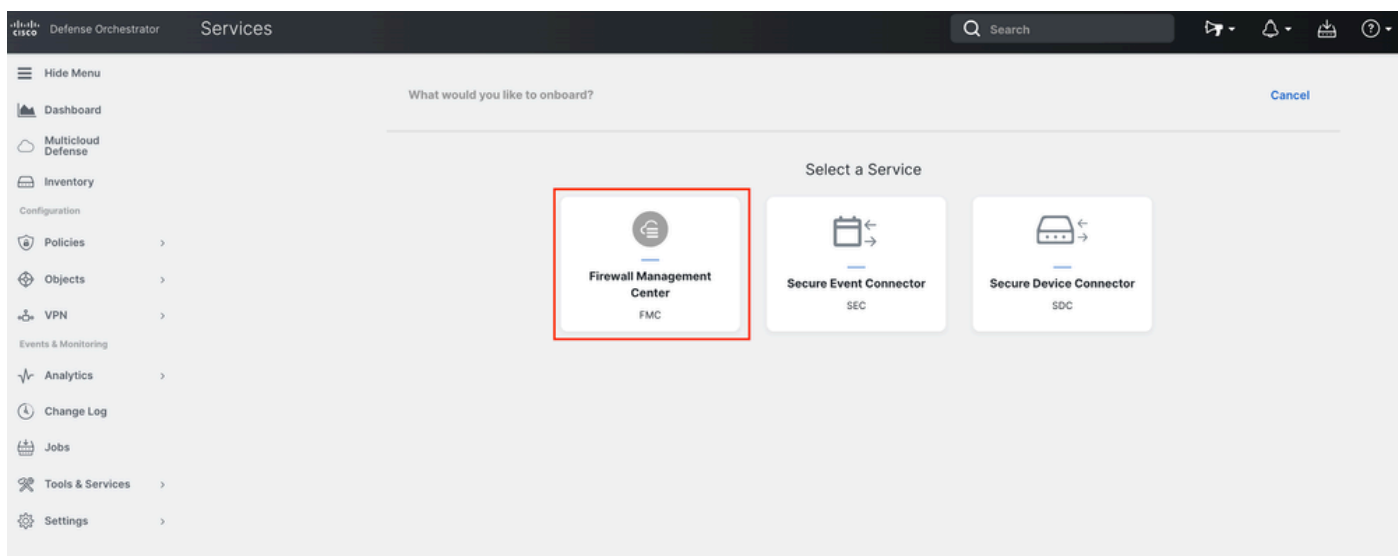 cisco Defense Orchestrator Services Search
Hide Menu
Dashboard
Multicloud
Defense
Inventory
Configuration
Policies
Objects
VPN
Events & Monitoring
Analytics
Change Log
Jobs
Tools & Services
Settings
What would you like to onboard? Cancel
Select a Service
Firewall Management
Center
FMC
Secure Event Connector
SEC
Secure Device Connector
SDC